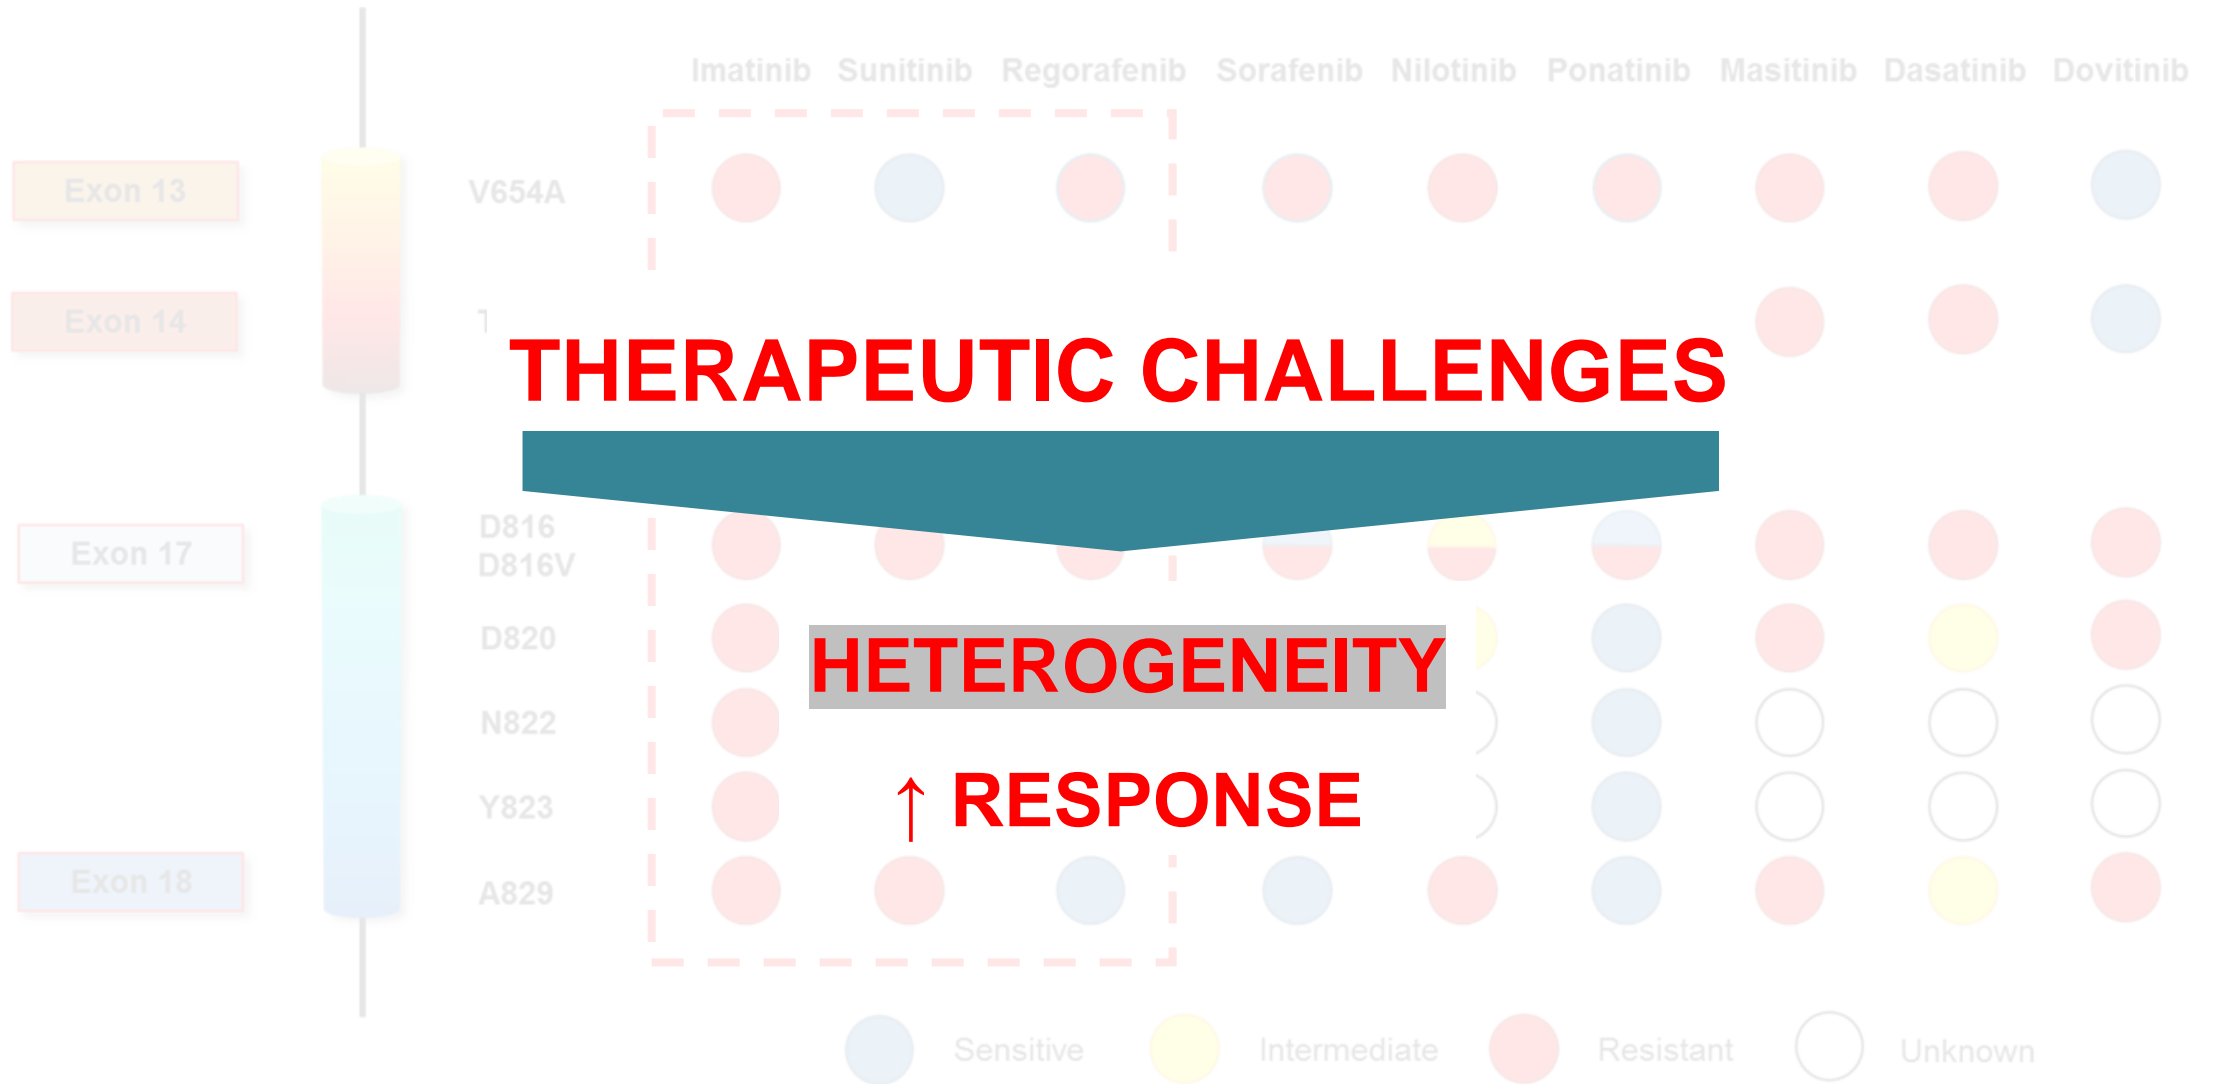 Imatinib Sunitinib Regorafenib Sorafenib Nilotinib Ponatinib Masitinib Dasatinib Dovitinib
Exon 13 V654A
Exon 14
THERAPEUTIC CHALLENGES
D816
Exon 17
D816V
D820
HETEROGENEITY
N822
Y823
↑ RESPONSE
Exon 18 A829
Sensitive Intermediate Resistant Unknown